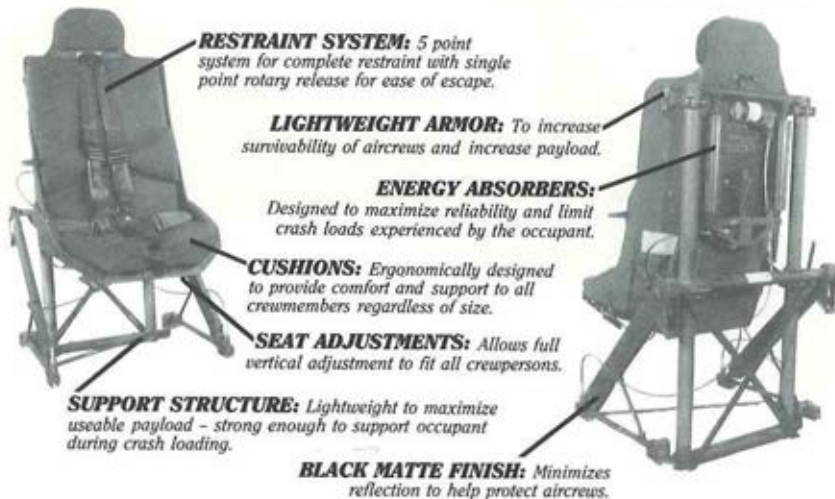 RESTRAINT SYSTEM: 5 point
system for complete restraint with single
point rotary release for ease of escape.
LIGHTWEIGHT ARMOR: To increase
survivability of aircrews and increase payload.
ENERGY ABSORBERS:
Designed to maximize reliability and limit
crash loads experienced by the occupant.
CUSHIONS: Ergonomically designed
to provide comfort and support to all
crewmembers regardless of size.
SEAT ADJUSTMENTS: Allows full
vertical adjustment to fit all crewpersons.
SUPPORT STRUCTURE: Lightweight to maximize
useable payload – strong enough to support occupant
during crash loading.
BLACK MATTE FINISH: Minimizes
reflection to help protect aircrews.